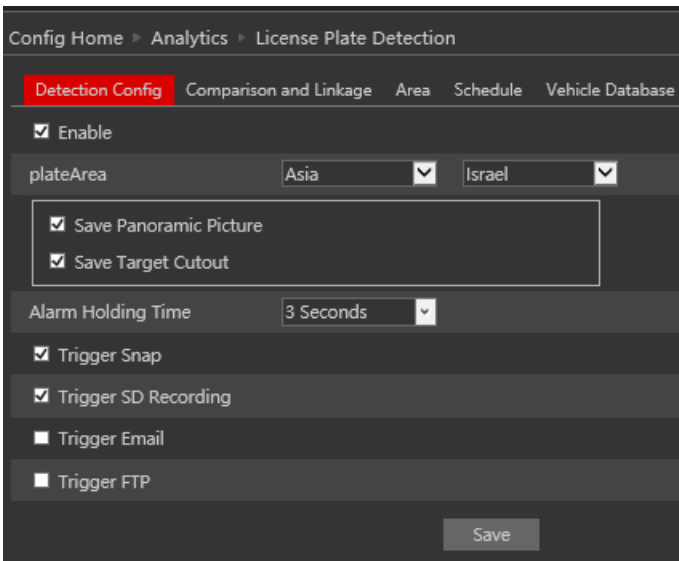 Config Home ▶ Analytics ▶ License Plate Detection
Detection Config Comparison and Linkage Area Schedule Vehicle Database
Enable
plateArea Asia Israel
Save Panoramic Picture
Save Target Cutout
Alarm Holding Time 3 Seconds
Trigger Snap
Trigger SD Recording
Trigger Email
Trigger FTP
Save